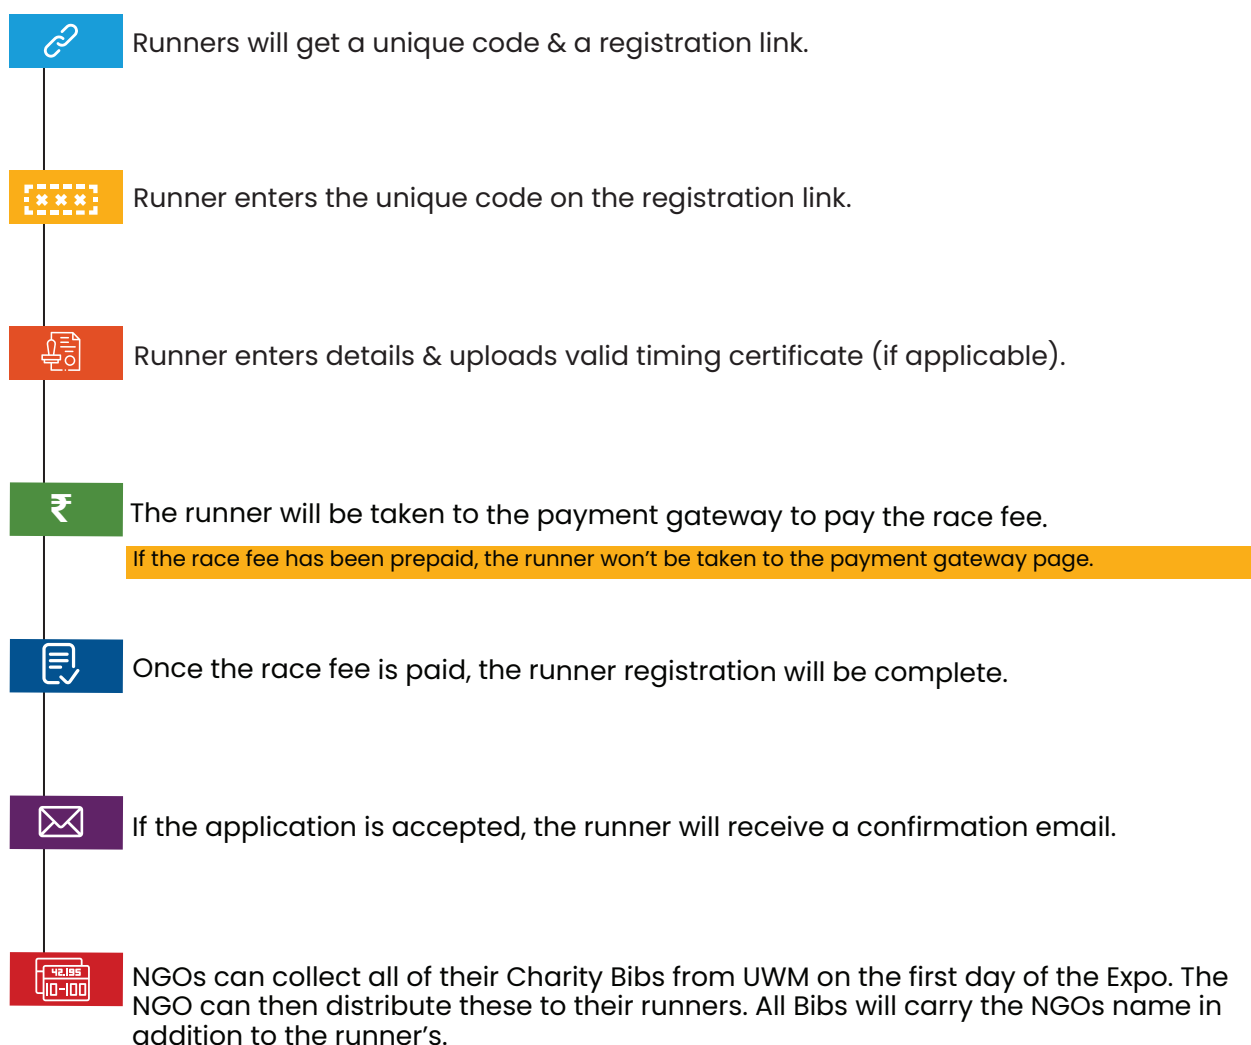 Runners will get a unique code & a registration link.
×××
Runner enters the unique code on the registration link.
Runner enters details & uploads valid timing certificate (if applicable).
₹
The runner will be taken to the payment gateway to pay the race fee.
If the race fee has been prepaid, the runner won't be taken to the payment gateway page.
Once the race fee is paid, the runner registration will be complete.
If the application is accepted, the runner will receive a confirmation email.
42.195
10-100
NGOs can collect all of their Charity Bibs from UWM on the first day of the Expo. The
NGO can then distribute these to their runners. All Bibs will carry the NGOs name in
addition to the runner's.